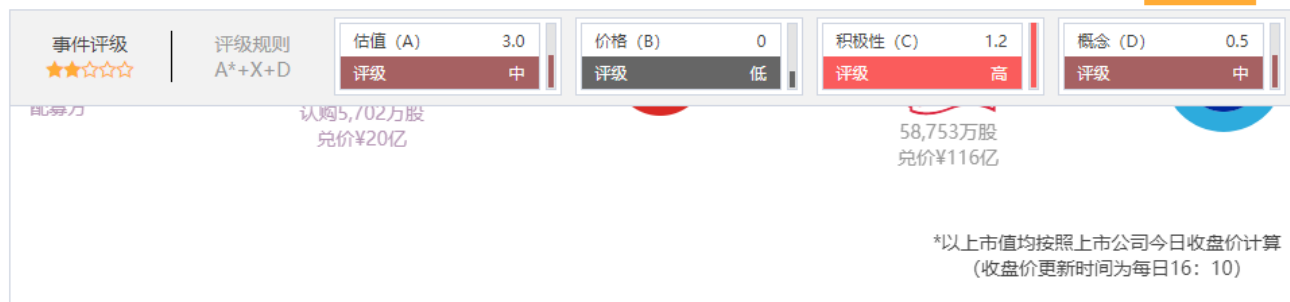 事件评级
评级规则
A*+X+D
估值（A） 3.0
评级 中
价格（B） 0
评级 低
积极性（C） 1.2
评级 高
概念（D） 0.5
评级 中
配募方
认购5,702万股
兑价¥20亿
58,753万股
兑价¥116亿
*以上市值均按照上市公司今日收盘价计算
（收盘价更新时间为每日16：10）